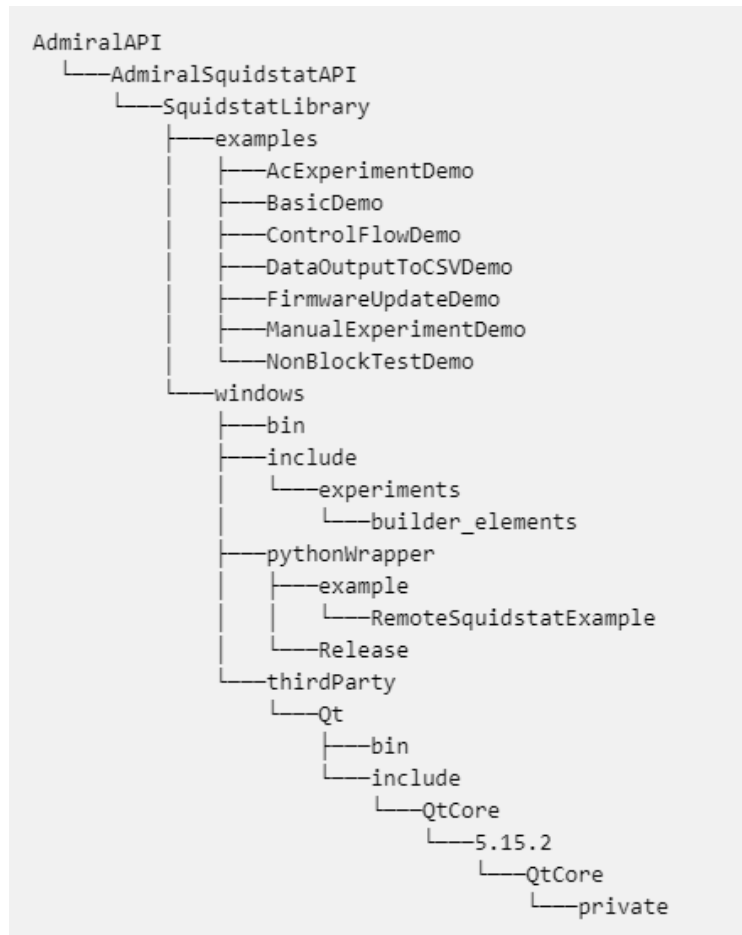 AdmiralAPI
└───AdmiralSquidstatAPI
    └───SquidstatLibrary
        ├───examples
        │   ├───AcExperimentDemo
        │   ├───BasicDemo
        │   ├───ControlFlowDemo
        │   ├───DataOutputToCSVDemo
        │   ├───FirmwareUpdateDemo
        │   ├───ManualExperimentDemo
        │   └───NonBlockTestDemo
        └───windows
            ├───bin
            ├───include
            │   └───experiments
            │       └───builder_elements
            ├───pythonWrapper
            │   ├───example
            │   │   └───RemoteSquidstatExample
            │   └───Release
            └───thirdParty
                └───Qt
                    ├───bin
                    └───include
                        └───QtCore
                            └───5.15.2
                                └───QtCore
                                    └───private